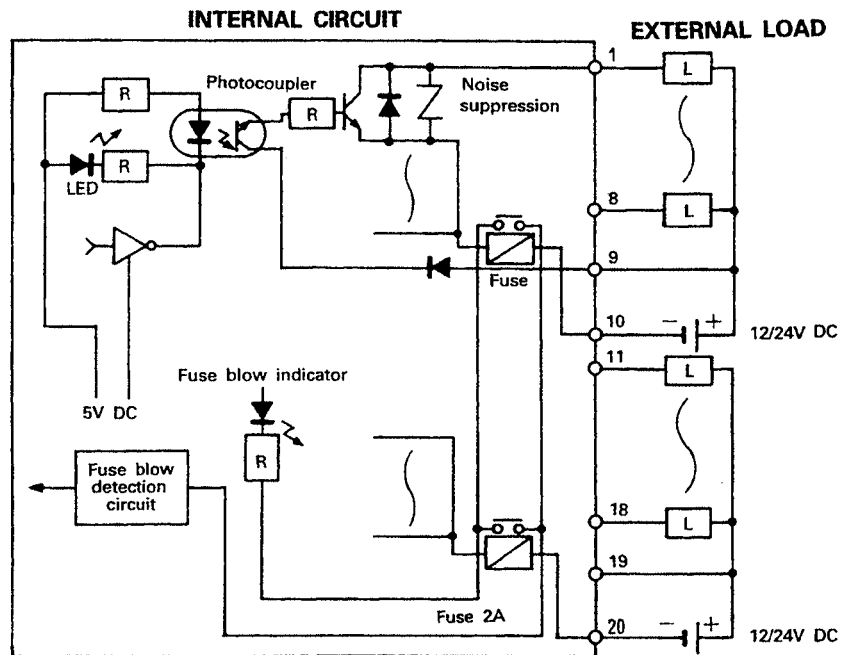 INTERNAL CIRCUIT
EXTERNAL LOAD
Photocoupler
Noise
suppression
R
R
R
LED
1
L
8
L
9
Fuse
10
- +
12/24V DC
11
L
5V DC
Fuse blow indicator
R
Fuse blow
detection
circuit
18
L
19
Fuse 2A
20
- +
12/24V DC